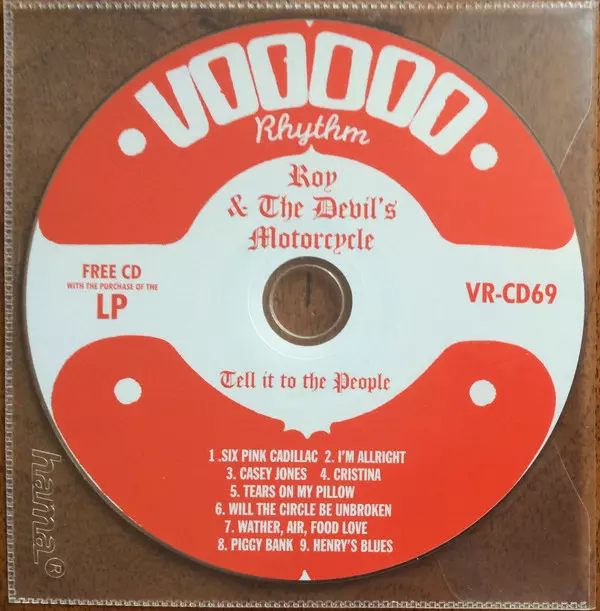 VOODOO
Rhythm
Roy
& The Devil's
Motorcycle
FREE CD
WITH THE PURCHASE OF THE
LP
VR-CD69
Tell it to the People
1 .SIX PINK CADILLAC 2. I'M ALLRIGHT
3. CASEY JONES 4. CRISTINA
5. TEARS ON MY PILLOW
6. WILL THE CIRCLE BE UNBROKEN
7. WATHER, AIR, FOOD LOVE
8. PIGGY BANK 9. HENRY'S BLUES
hama®